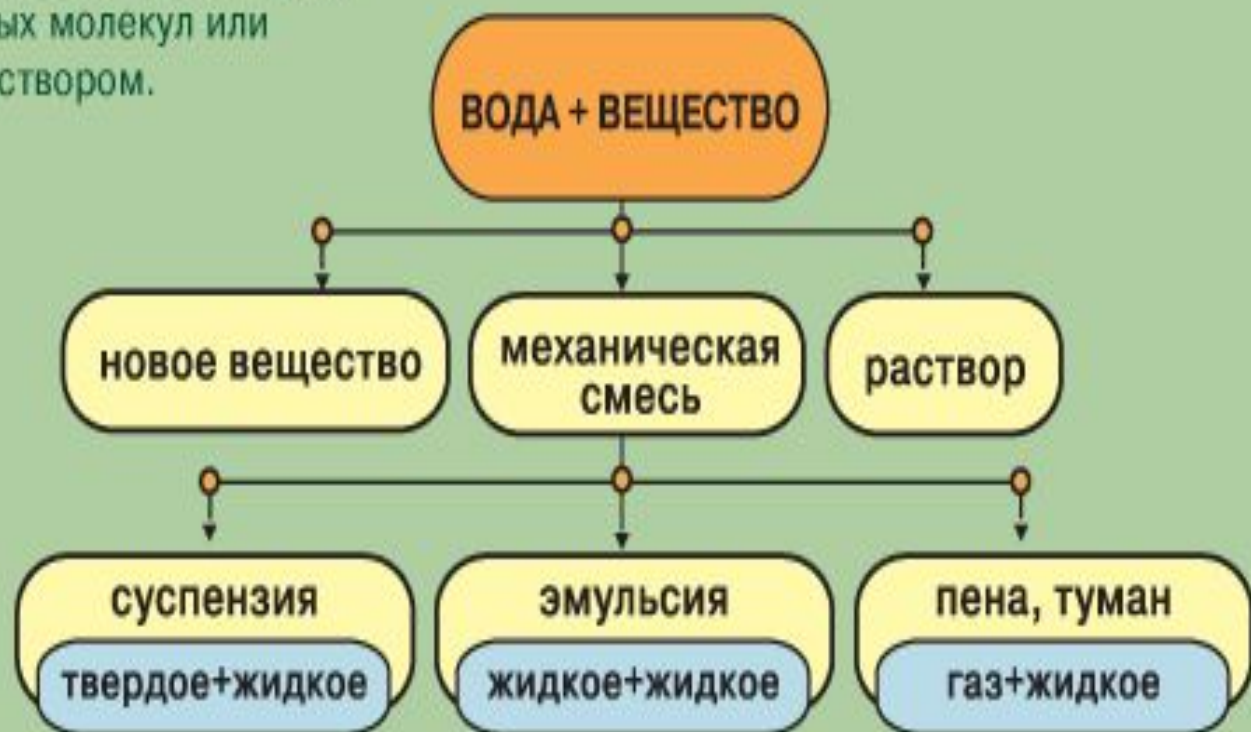 ых молекул или
створом.
ВОДА + ВЕЩЕСТВО
новое вещество
механическая
смесь
раствор
суспензия
эмульсия
пена, туман
твердое+жидкое
жидкое+жидкое
газ+жидкое